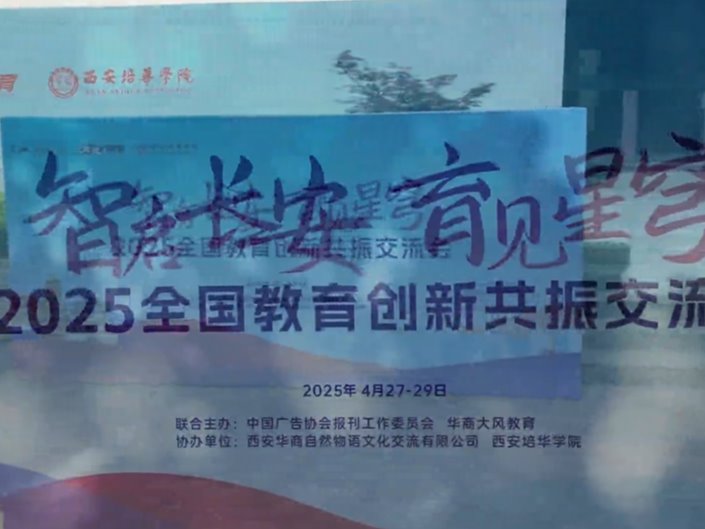 育 西安培华学院
智启长安 育见星穹
2025全国教育创新共振交流
2025全国教育创新共振交流会
2025年 4月27-29日
联合主办：中国广告协会报刊工作委员会 华商大风教育
协办单位：西安华商自然物语文化交流有限公司 西安培华学院